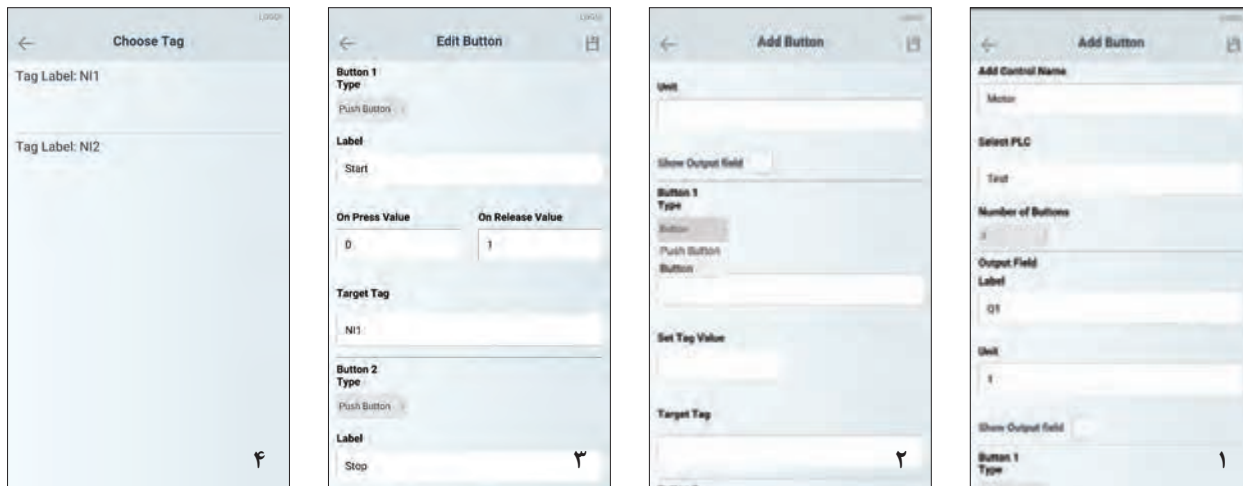 Choose Tag
Tag Label: NI1
Tag Label: NI2
۴
Edit Button
Button 1
Type
Push Button
Label
Start
On Press Value On Release Value
0 1
Target Tag
NI1
Button 2
Type
Push Button
Label
Stop
۳
Add Button
Unit
Show Output field
Button 1
Type
Button
Push Button
Button
Set Tag Value
Target Tag
۲
Add Button
Add Control Name
Motor
Select PLC
Test
Number of Buttons
Output Field
Label
Q1
Unit
1
Show Output field
Button 1
Type
۱